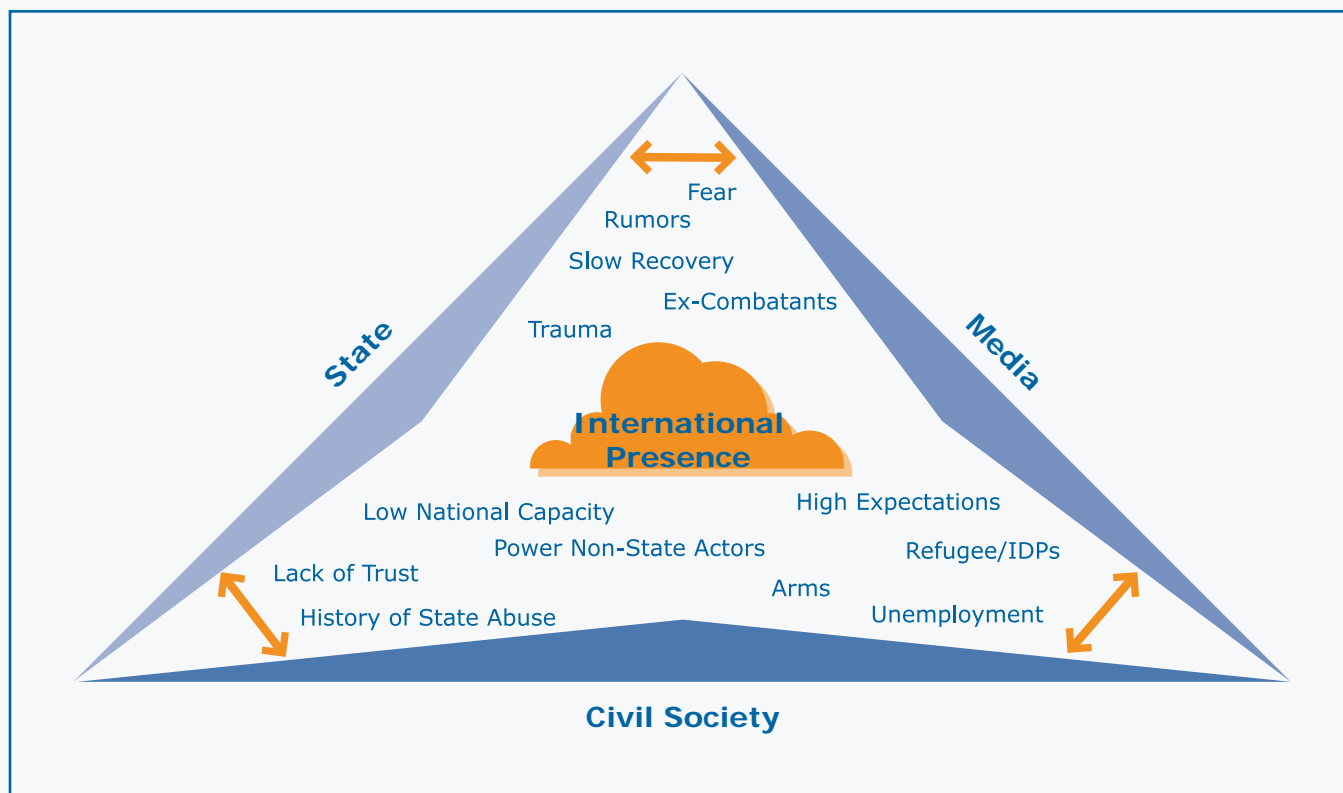 Fear
Rumors
Slow Recovery
Ex-Combatants
Trauma
State
Media
International
Presence
High Expectations
Low National Capacity
Power Non-State Actors
Refugee/IDPs
Lack of Trust
Arms
Unemployment
History of State Abuse
Civil Society